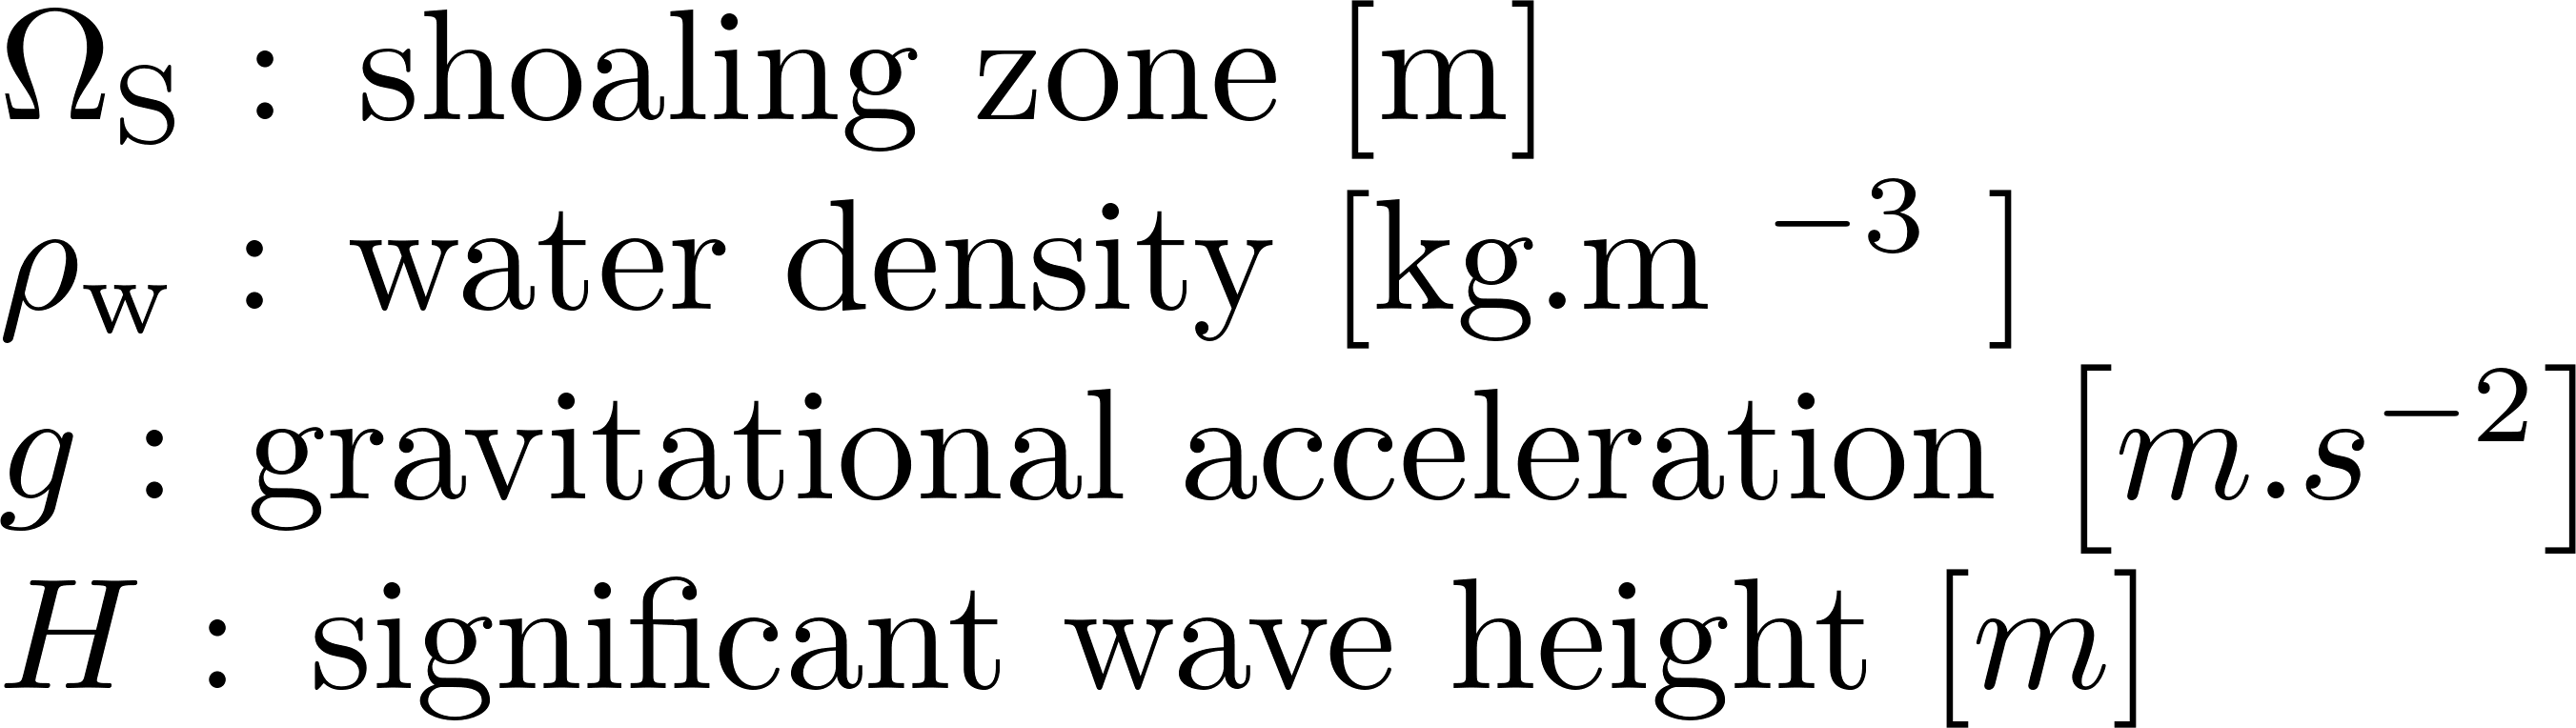 Ω_S : shoaling zone [m]
ρ_w : water density [kg.m ⁻³ ]
g : gravitational acceleration [m.s⁻²]
H : significant wave height [m]